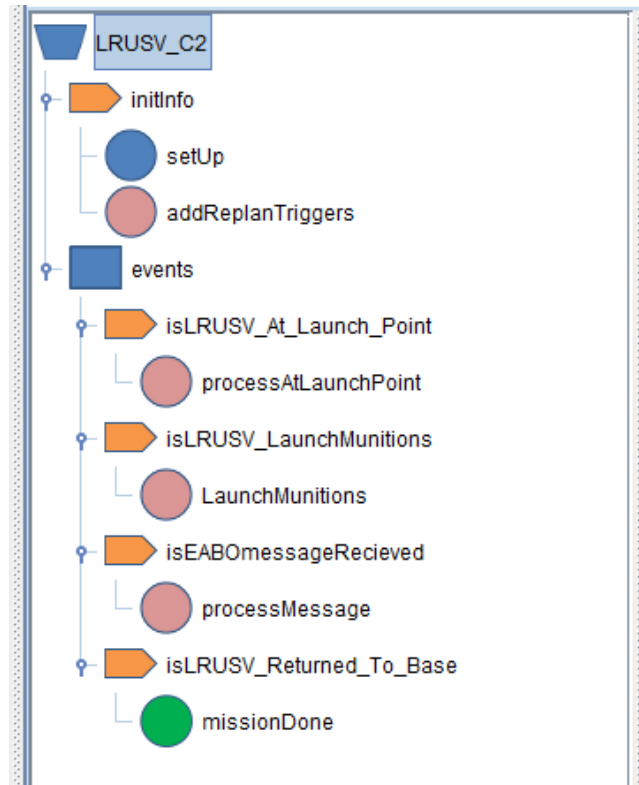 LRUSV_C2
initInfo
setUp
addReplanTriggers
events
isLRUSV_At_Launch_Point
processAtLaunchPoint
isLRUSV_LaunchMunitions
LaunchMunitions
isEABOmessageRecieved
processMessage
isLRUSV_Returned_To_Base
missionDone